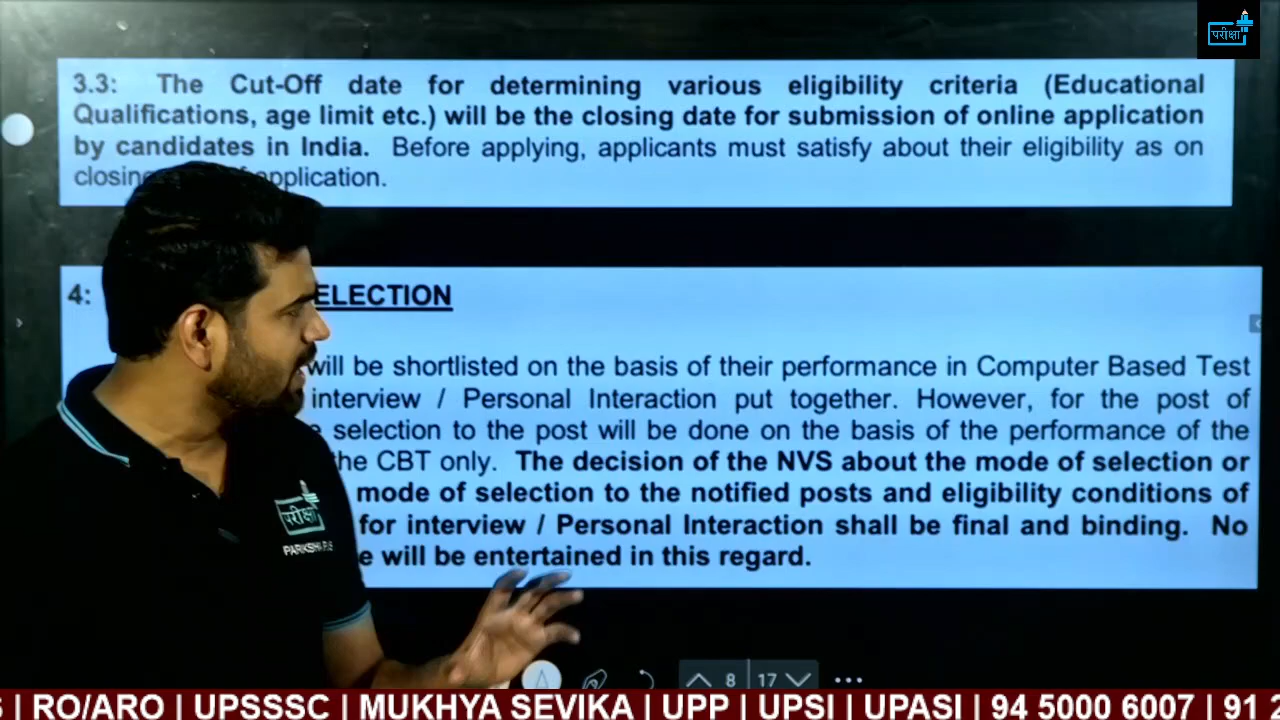 परीक्षा
3.3: The Cut-Off date for determining various eligibility criteria (Educational
Qualifications, age limit etc.) will be the closing date for submission of online application
by candidates in India. Before applying, applicants must satisfy about their eligibility as on
closing application.
4: ELECTION
will be shortlisted on the basis of their performance in Computer Based Test
interview / Personal Interaction put together. However, for the post of
selection to the post will be done on the basis of the performance of the
the CBT only. The decision of the NVS about the mode of selection or
mode of selection to the notified posts and eligibility conditions of
for interview / Personal Interaction shall be final and binding. No
will be entertained in this regard.
परीक्षा
8 17
| RO/ARO | UPSSSC | MUKHYA SEVIKA | UPP | UPSI | UPASI | 94 5000 6007 | 91